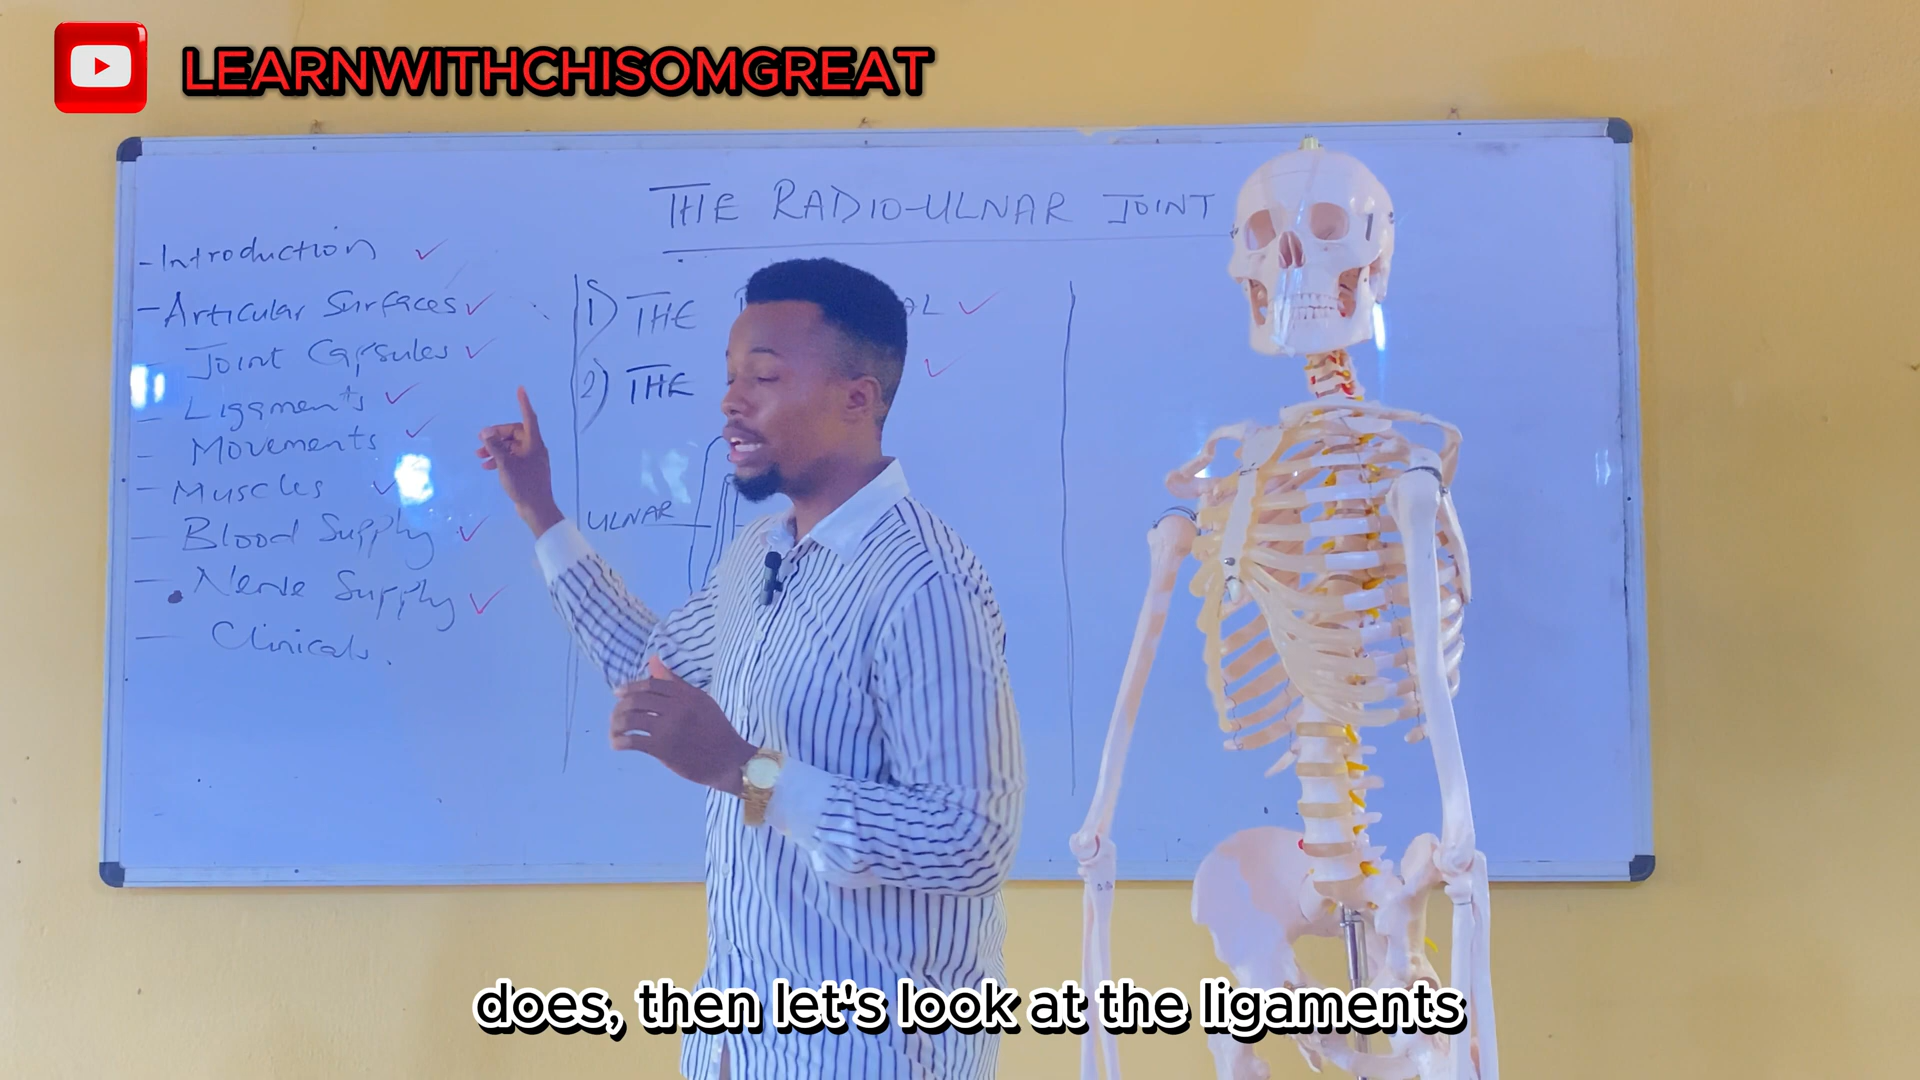 LEARNWITHCHISOMGREAT
THE RADIO-ULNAR JOINT
- Introduction ✓
- Articular Surfaces ✓
- Joint Capsules ✓
- Ligaments ✓
- Movements ✓
- Muscles ✓
- Blood Supply ✓
- Nerve Supply ✓
- Clinicals.
1) THE ✓
2) THE ✓
ULNAR
does, then let's look at the ligaments